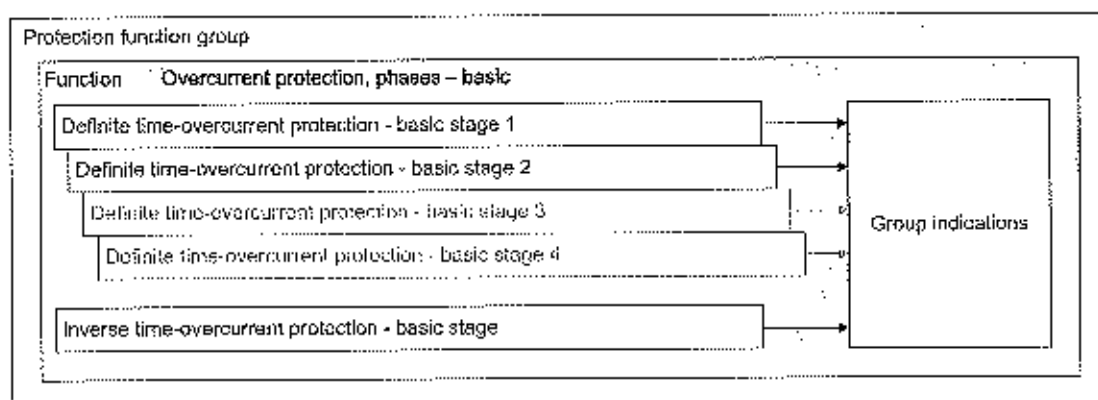 Protection function group
Function Overcurrent protection, phases – basic
Definite time-overcurrent protection - basic stage 1
Definite time-overcurrent protection - basic stage 2
Definite time-overcurrent protection - basic stage 3
Definite time-overcurrent protection - basic stage 4
Group indications
Inverse time-overcurrent protection - basic stage